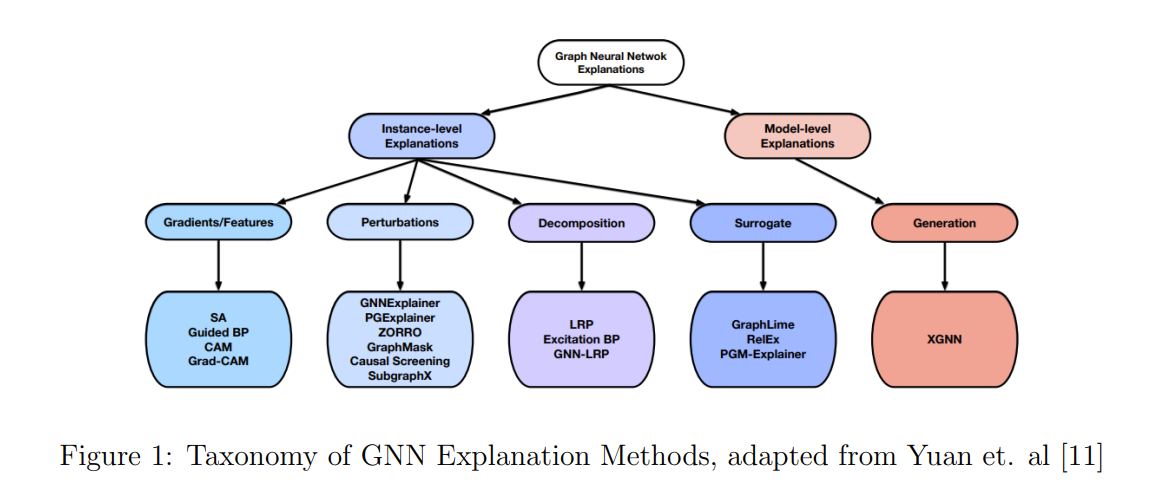 Graph Neural Netwok
Explanations
Instance-level
Explanations
Model-level
Explanations
Gradients/Features
Perturbations
Decomposition
Surrogate
Generation
SA
Guided BP
CAM
Grad-CAM
GNNExplainer
PGExplainer
ZORRO
GraphMask
Causal Screening
SubgraphX
LRP
Excitation BP
GNN-LRP
GraphLime
RelEx
PGM-Explainer
XGNN
Figure 1: Taxonomy of GNN Explanation Methods, adapted from Yuan et. al [11]